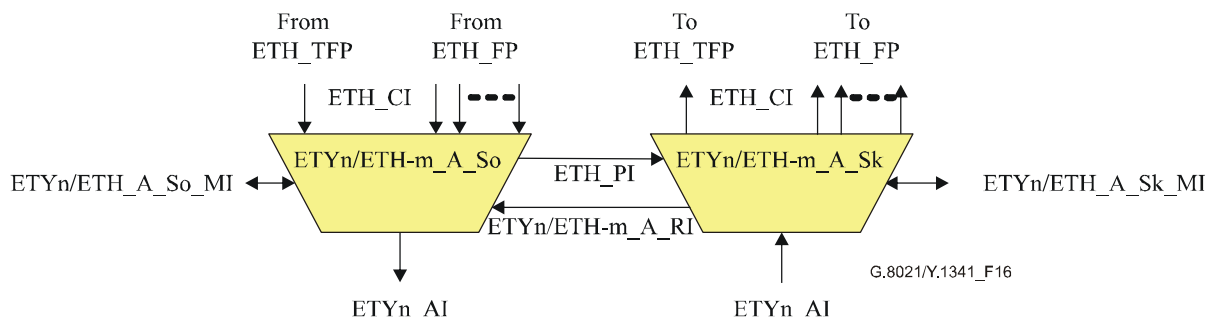 From From To To
ETH_TFP ETH_FP ETH_TFP ETH_FP
ETH_CI ETH_CI
ETYn/ETH-m_A_So ETYn/ETH-m_A_Sk
ETH_PI
ETYn/ETH_A_So_MI ETYn/ETH_A_Sk_MI
ETYn/ETH-m_A_RI
G.8021/Y.1341_F16
ETYn_AI ETYn_AI